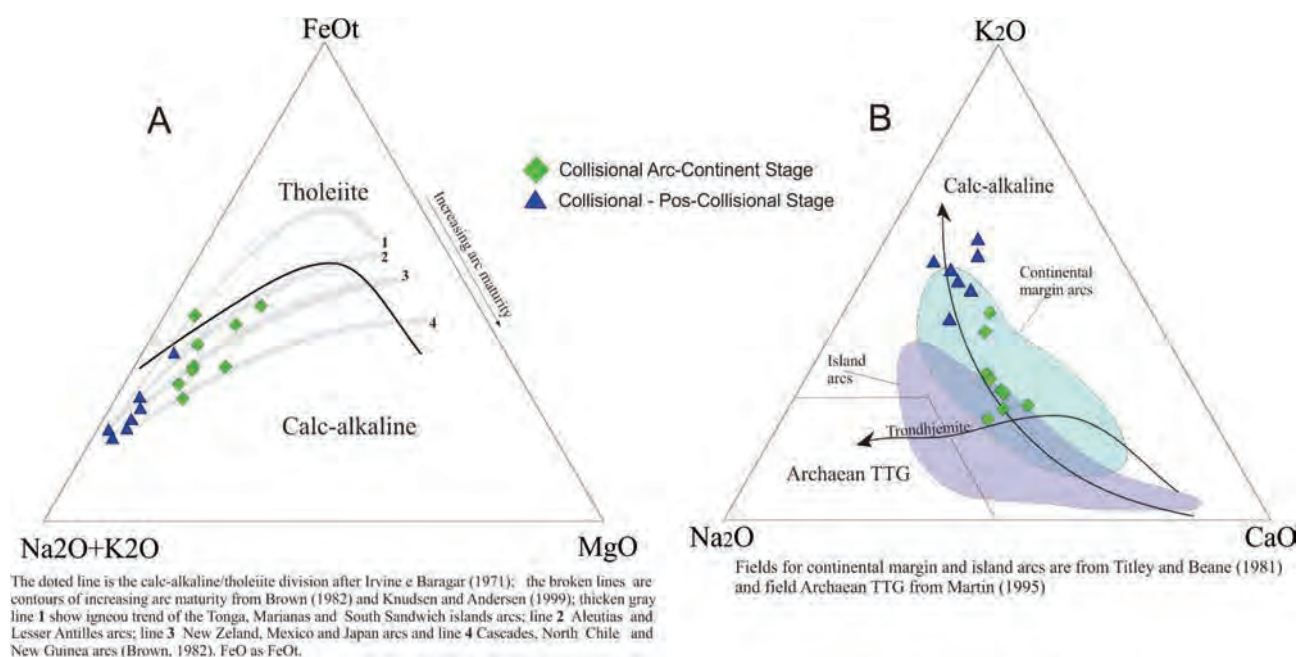 FeOt
A
Tholeiite
Increasing arc maturity
1
2
3
4
Calc-alkaline
Na2O+K2O
MgO
Collisional Arc-Continent Stage
Collisional - Pos-Collisional Stage
K2O
B
Calc-alkaline
Continental
margin arcs
Island
arcs
Trondhjemite
Archaean TTG
Na2O
CaO
The doted line is the calc-alkaline/tholeiite division after Irvine e Baragar (1971); the broken lines are
contours of increasing arc maturity from Brown (1982) and Knudsen and Andersen (1999); thicken gray
line 1 show igneou trend of the Tonga, Marianas and South Sandwich islands arcs; line 2 Aleutias and
Lesser Antilles arcs; line 3 New Zeland, Mexico and Japan arcs and line 4 Cascades, North Chile and
New Guinea arcs (Brown, 1982). FeO as FeOt.
Fields for continental margin and island arcs are from Titley and Beane (1981)
and field Archaean TTG from Martin (1995)